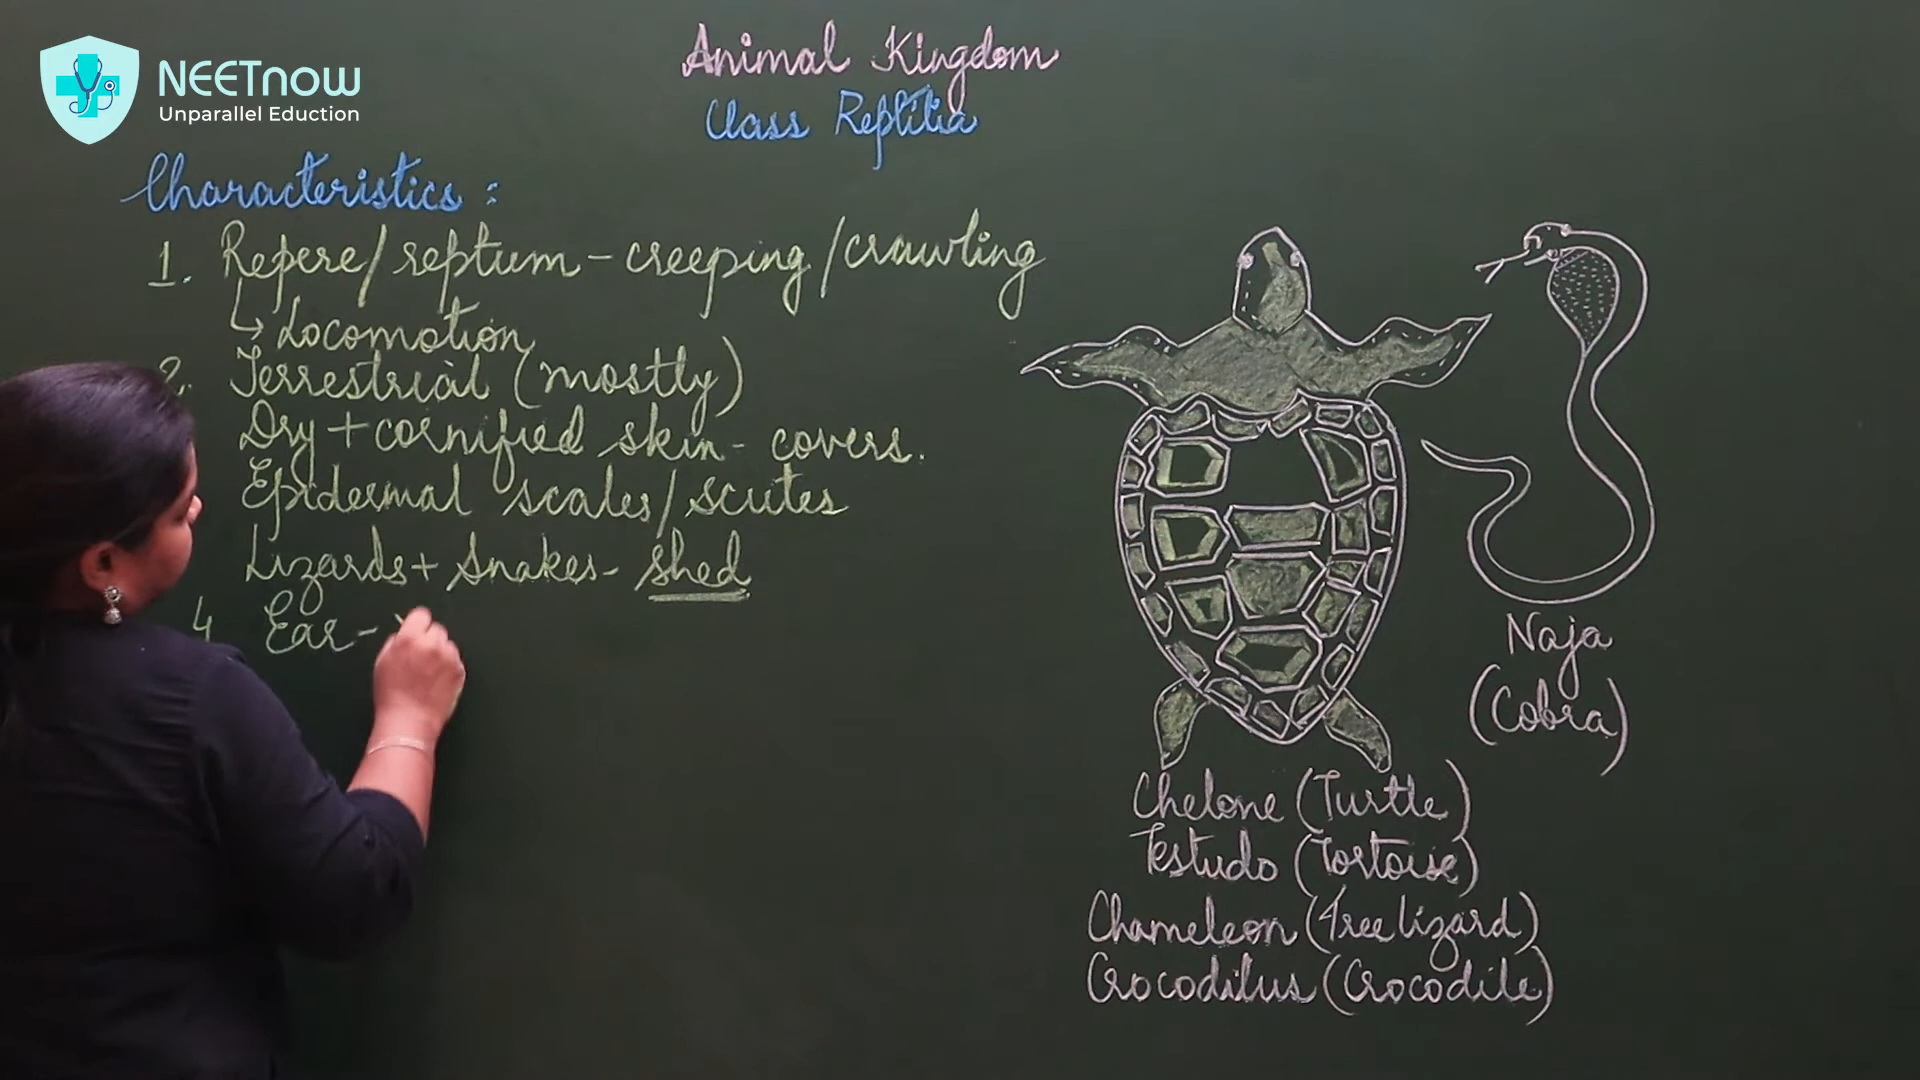 NEETnow
Unparallel Eduction
Animal Kingdom
Class Reptilia
Characteristics :
1. Repere/reptum - creeping/crawling
↳ Locomotion
2. Terrestrial (mostly)
Dry + cornified skin - covers.
Epidermal scales/scutes
Lizards + Snakes - shed
4. Ear -
Naja
(Cobra)
Chelone (Turtle)
Testudo (Tortoise)
Chameleon (Tree lizard)
Crocodilus (Crocodile)